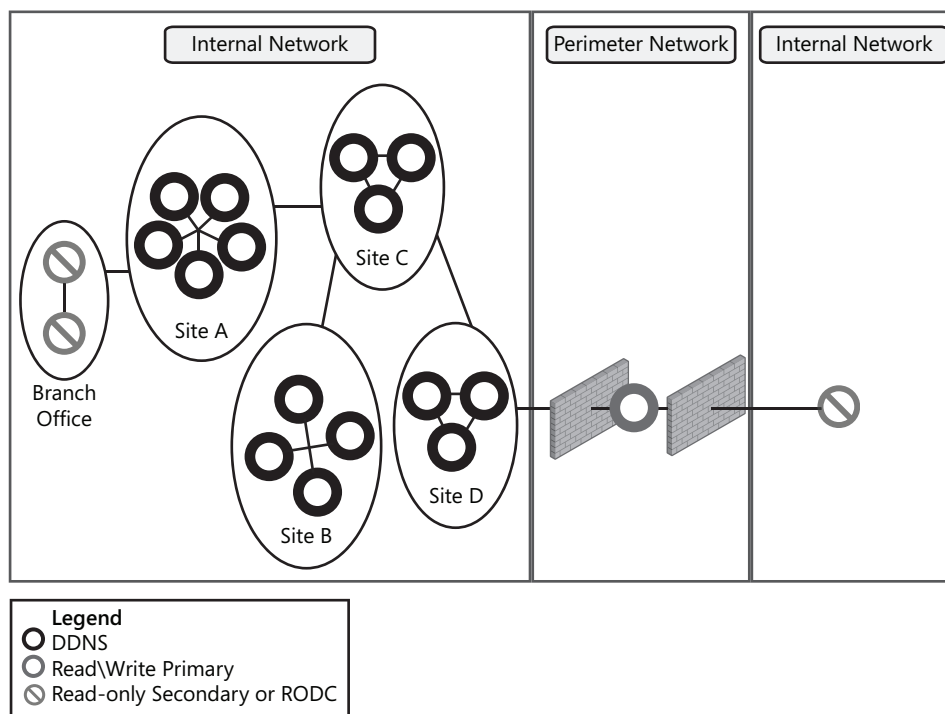 Internal Network
Perimeter Network
Internal Network
Site C
Site A
Branch
Office
Site D
Site B
Legend
DDNS
Read\Write Primary
Read-only Secondary or RODC